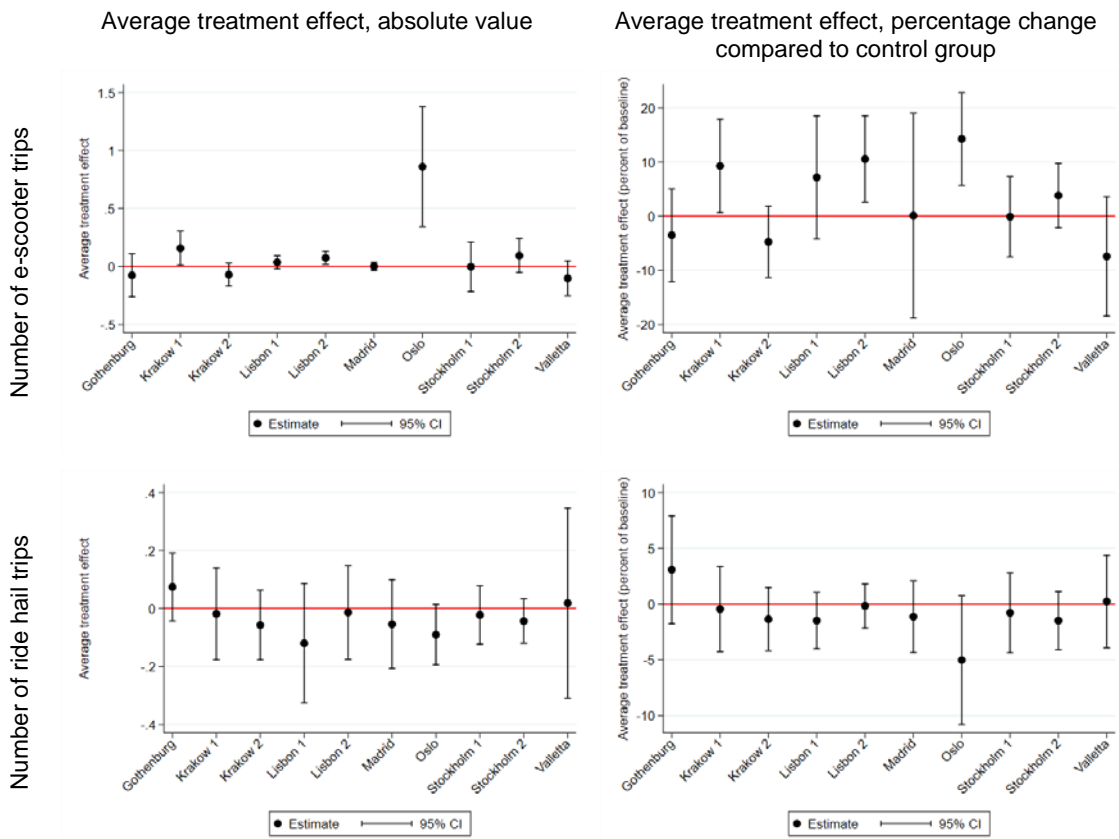 Average treatment effect, absolute value
Average treatment effect, percentage change
compared to control group
Number of e-scooter trips
Average treatment effect
1.5
1
.5
0
-.5
Gothenburg
Krakow 1
Krakow 2
Lisbon 1
Lisbon 2
Madrid
Oslo
Stockholm 1
Stockholm 2
Valletta
Estimate 95% CI
Average treatment effect (percent of baseline)
20
10
0
-10
-20
Gothenburg
Krakow 1
Krakow 2
Lisbon 1
Lisbon 2
Madrid
Oslo
Stockholm 1
Stockholm 2
Valletta
Estimate 95% CI
Number of ride hail trips
Average treatment effect
.4
.2
0
-.2
-.4
Gothenburg
Krakow 1
Krakow 2
Lisbon 1
Lisbon 2
Madrid
Oslo
Stockholm 1
Stockholm 2
Valletta
Estimate 95% CI
Average treatment effect (percent of baseline)
10
5
0
-5
-10
Gothenburg
Krakow 1
Krakow 2
Lisbon 1
Lisbon 2
Madrid
Oslo
Stockholm 1
Stockholm 2
Valletta
Estimate 95% CI